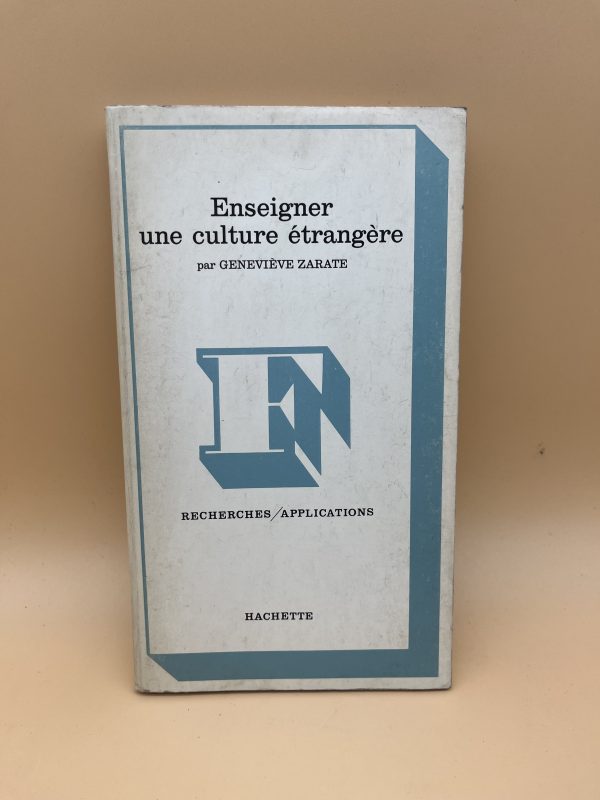 Enseigner
une culture étrangère
par GENEVIÈVE ZARATE
F
RECHERCHES/APPLICATIONS
HACHETTE